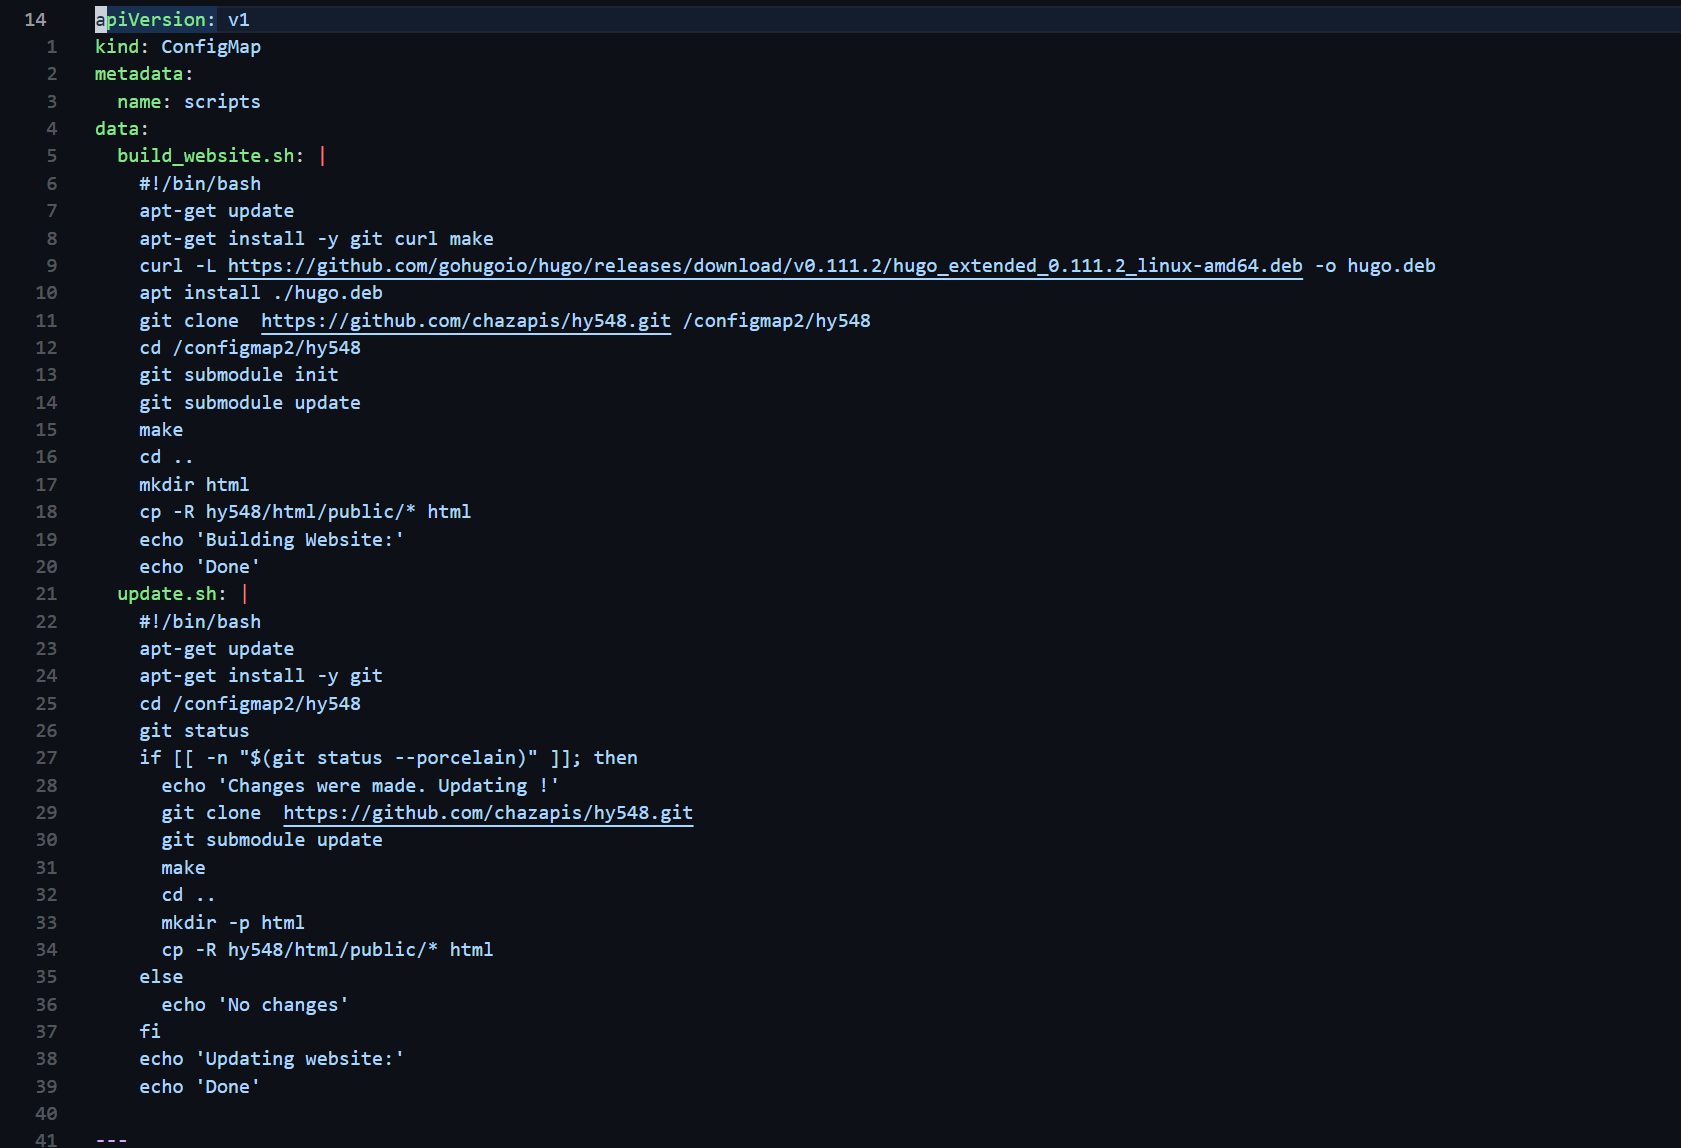 14 apiVersion: v1
1 kind: ConfigMap
2 metadata:
3   name: scripts
4 data:
5   build_website.sh: |
6     #!/bin/bash
7     apt-get update
8     apt-get install -y git curl make
9     curl -L https://github.com/gohugoio/hugo/releases/download/v0.111.2/hugo_extended_0.111.2_linux-amd64.deb -o hugo.deb
10     apt install ./hugo.deb
11     git clone  https://github.com/chazapis/hy548.git /configmap2/hy548
12     cd /configmap2/hy548
13     git submodule init
14     git submodule update
15     make
16     cd ..
17     mkdir html
18     cp -R hy548/html/public/* html
19     echo 'Building Website:'
20     echo 'Done'
21   update.sh: |
22     #!/bin/bash
23     apt-get update
24     apt-get install -y git
25     cd /configmap2/hy548
26     git status
27     if [[ -n "$(git status --porcelain)" ]]; then
28       echo 'Changes were made. Updating !'
29       git clone  https://github.com/chazapis/hy548.git
30       git submodule update
31       make
32       cd ..
33       mkdir -p html
34       cp -R hy548/html/public/* html
35     else
36       echo 'No changes'
37     fi
38     echo 'Updating website:'
39     echo 'Done'
40
41 ---